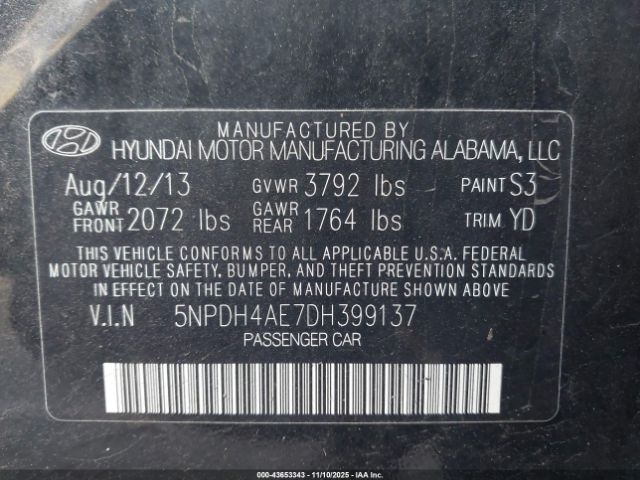 MANUFACTURED BY
HYUNDAI MOTOR MANUFACTURING ALABAMA, LLC
Aug/12/13 GVWR 3792 lbs PAINT S3
GAWR FRONT 2072 lbs GAWR REAR 1764 lbs TRIM YD
THIS VEHICLE CONFORMS TO ALL APPLICABLE U.S.A. FEDERAL
MOTOR VEHICLE SAFETY, BUMPER, AND THEFT PREVENTION STANDARDS
IN EFFECT ON THE DATE OF MANUFACTURE SHOWN ABOVE.
V.I.N 5NPDH4AE7DH399137
PASSENGER CAR
000-43653343 - 11/10/2025 - IAA Inc.